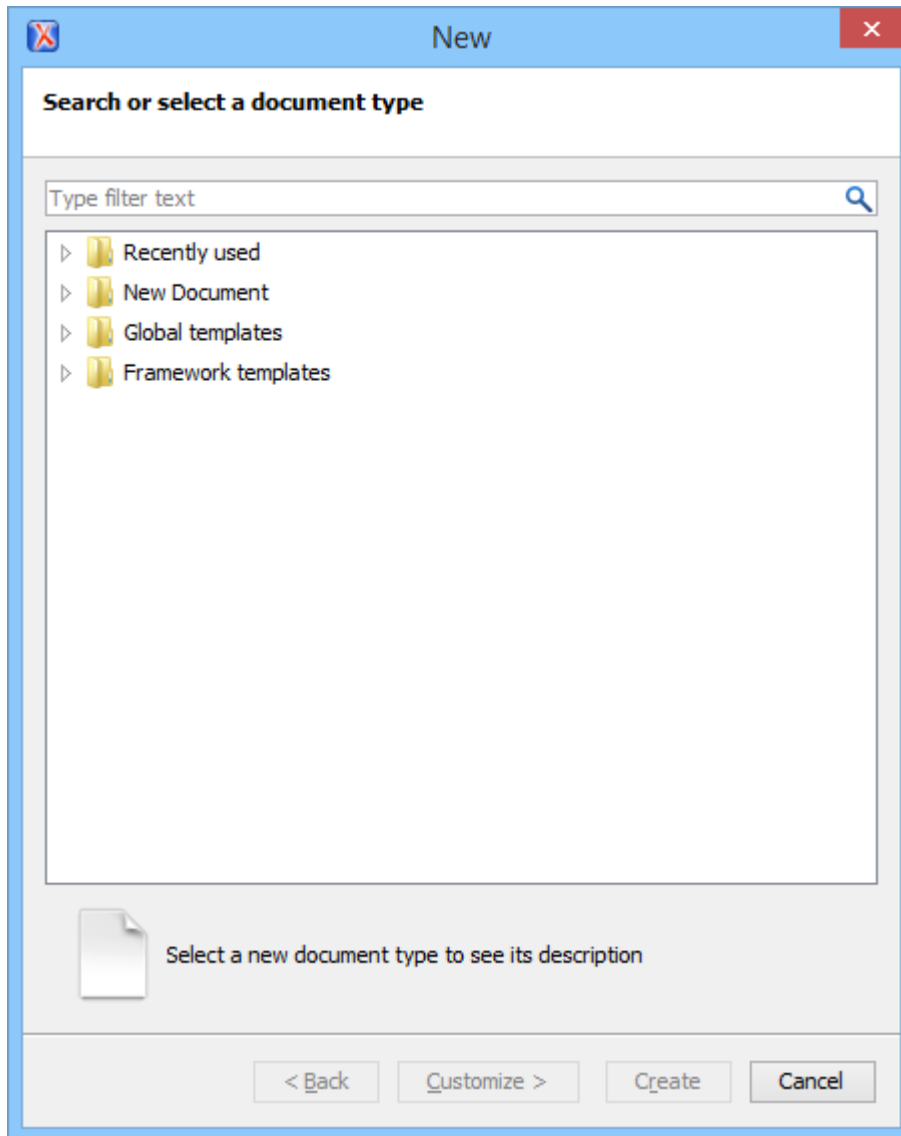 New
Search or select a document type
Type filter text
Recently used
New Document
Global templates
Framework templates
Select a new document type to see its description
< Back Customize > Create Cancel